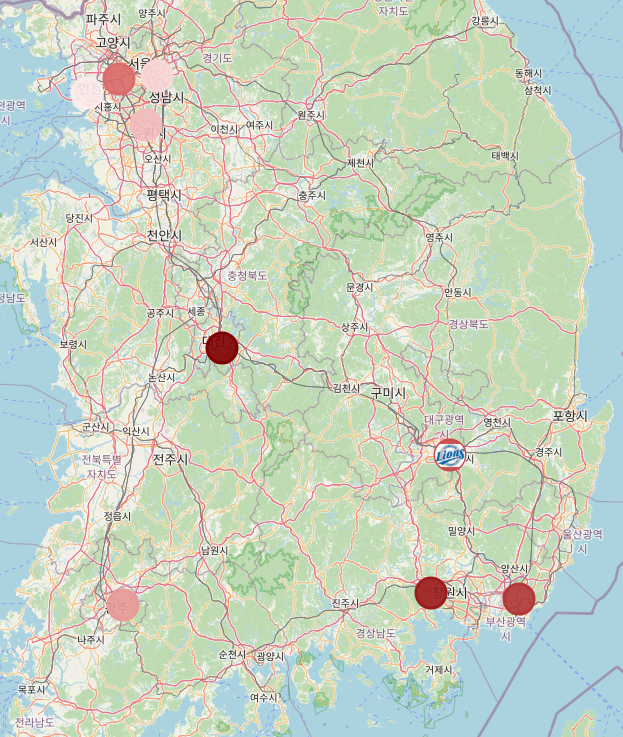 자치도
파주시
양주시
강릉시
고양시
서울
경기도
동해시
삼척시
시흥시
성남시
이천시
여주시
원주시
오산시
태백시
제천시
평택시
충주시
당진시
천안시
영주시
서산시
충청북도
문경시
안동시
공주시
세종
상주시
경상북도
보령시
논산시
김천시
구미시
포항시
군산시
익산시
대구광역
시
영천시
Lions
경주시
전북특별
자치도
전주시
정읍시
밀양시
울산광역
시
남원시
양산시
창원시
진주시
부산광역
시
나주시
경상남도
순천시
광양시
거제시
목포시
여수시
전라남도